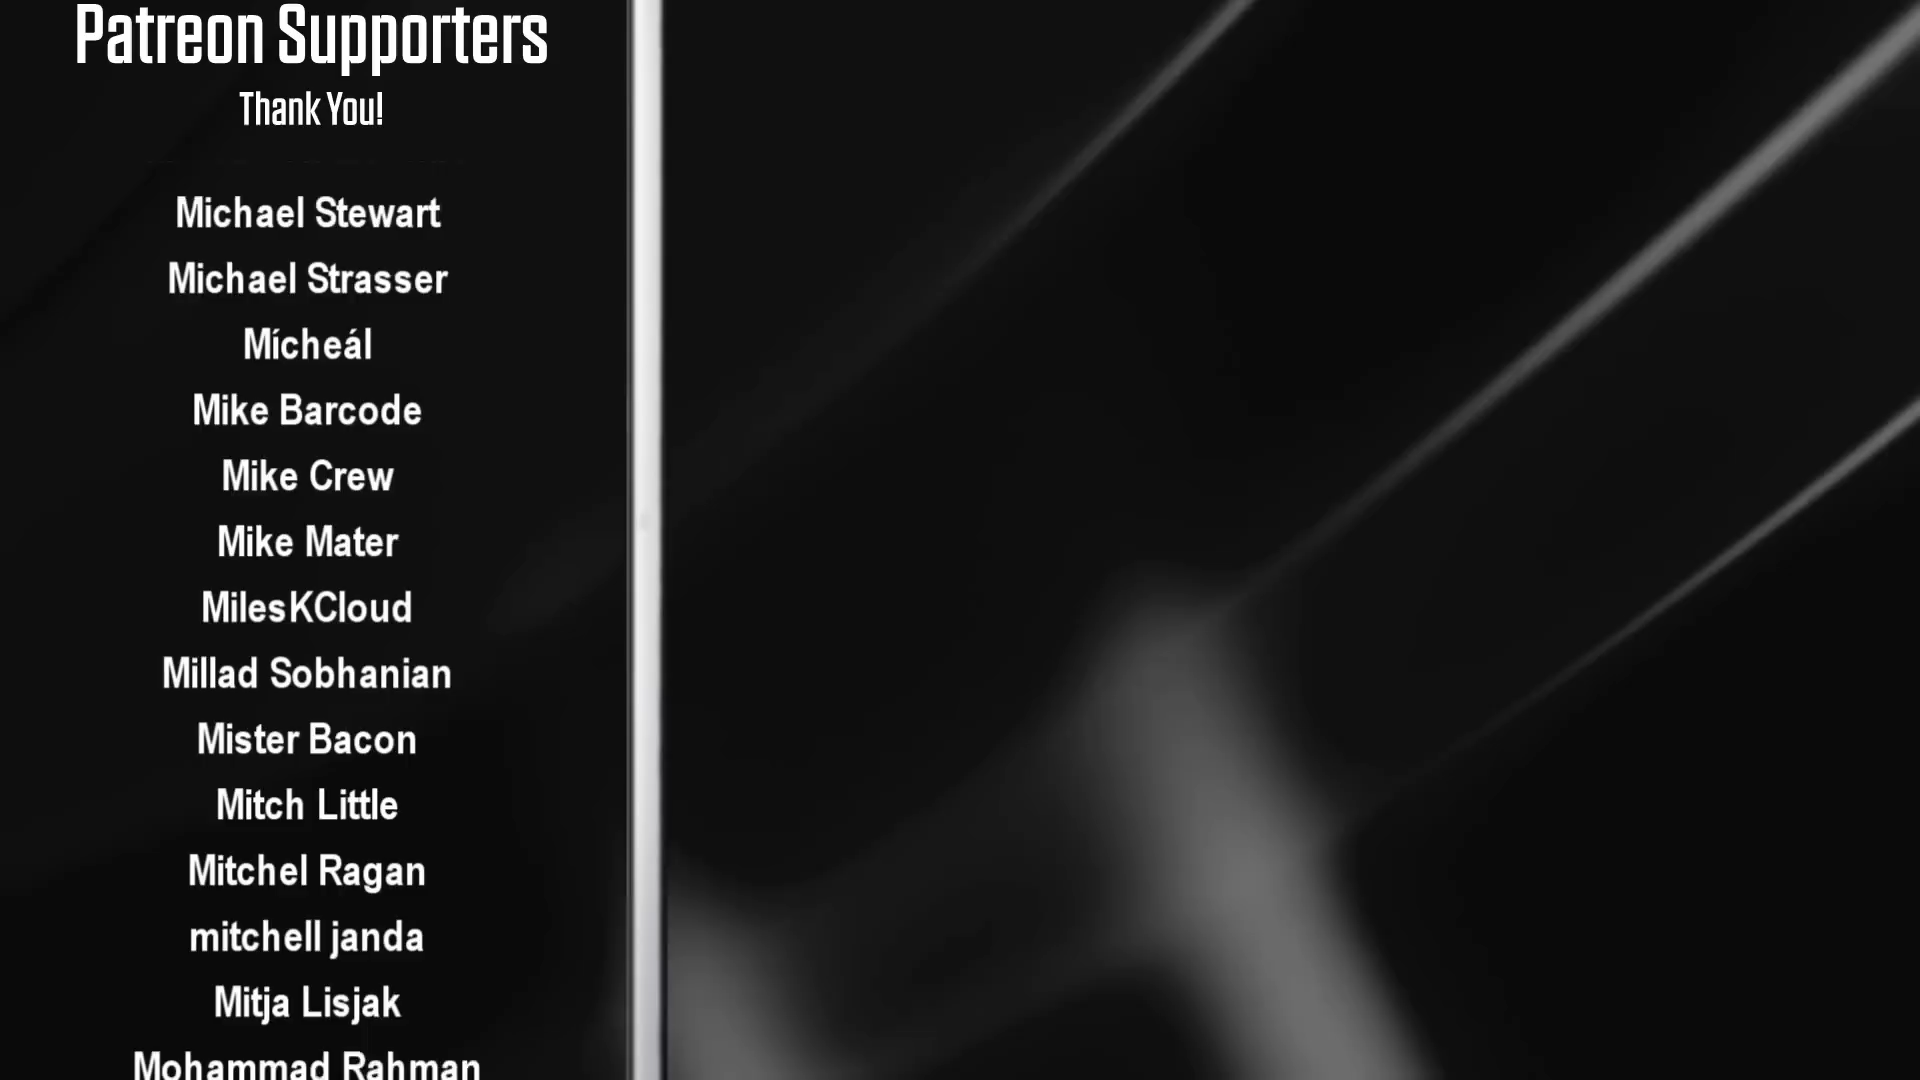 Patreon Supporters
Thank You!
Michael Stewart
Michael Strasser
Mícheál
Mike Barcode
Mike Crew
Mike Mater
MilesKCloud
Millad Sobhanian
Mister Bacon
Mitch Little
Mitchel Ragan
mitchell janda
Mitja Lisjak
Mohammad Rahman